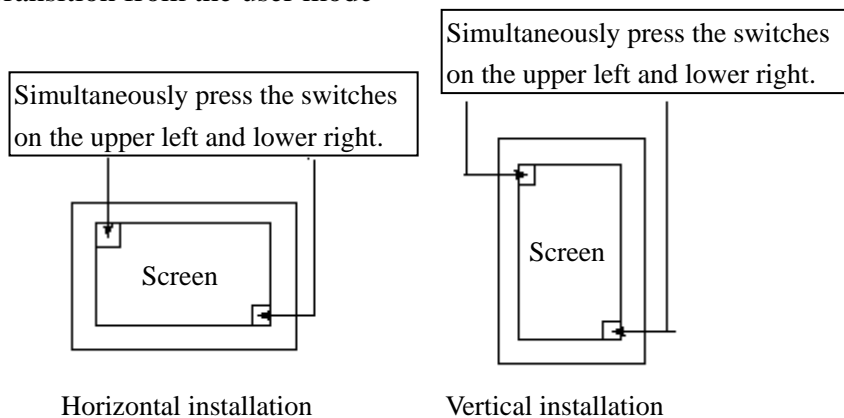 from the user mode
Simultaneously press the switches
on the upper left and lower right.
Screen
Horizontal installation
Simultaneously press the switches
on the upper left and lower right.
Screen
Vertical installation